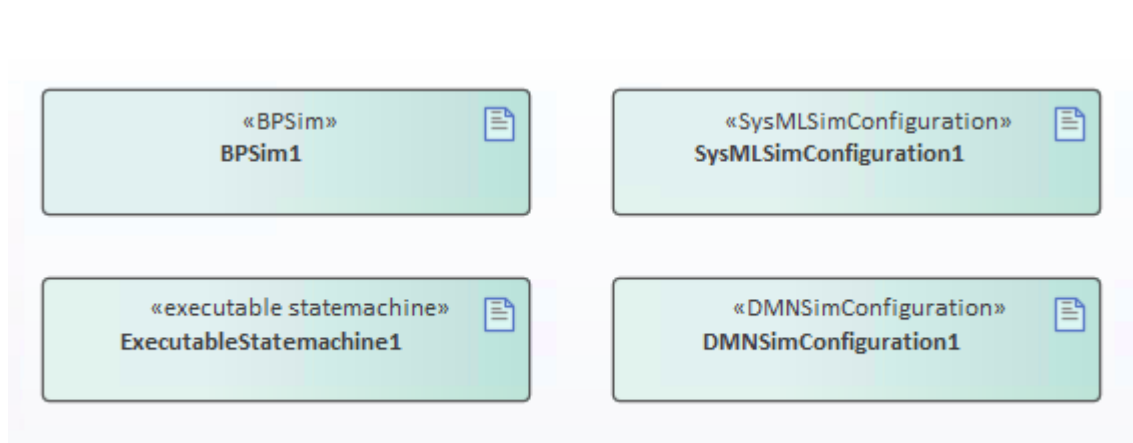 «BPSim»
BPSim1
«SysMLSimConfiguration»
SysMLSimConfiguration1
«executable statemachine»
ExecutableStatemachine1
«DMNSimConfiguration»
DMNSimConfiguration1